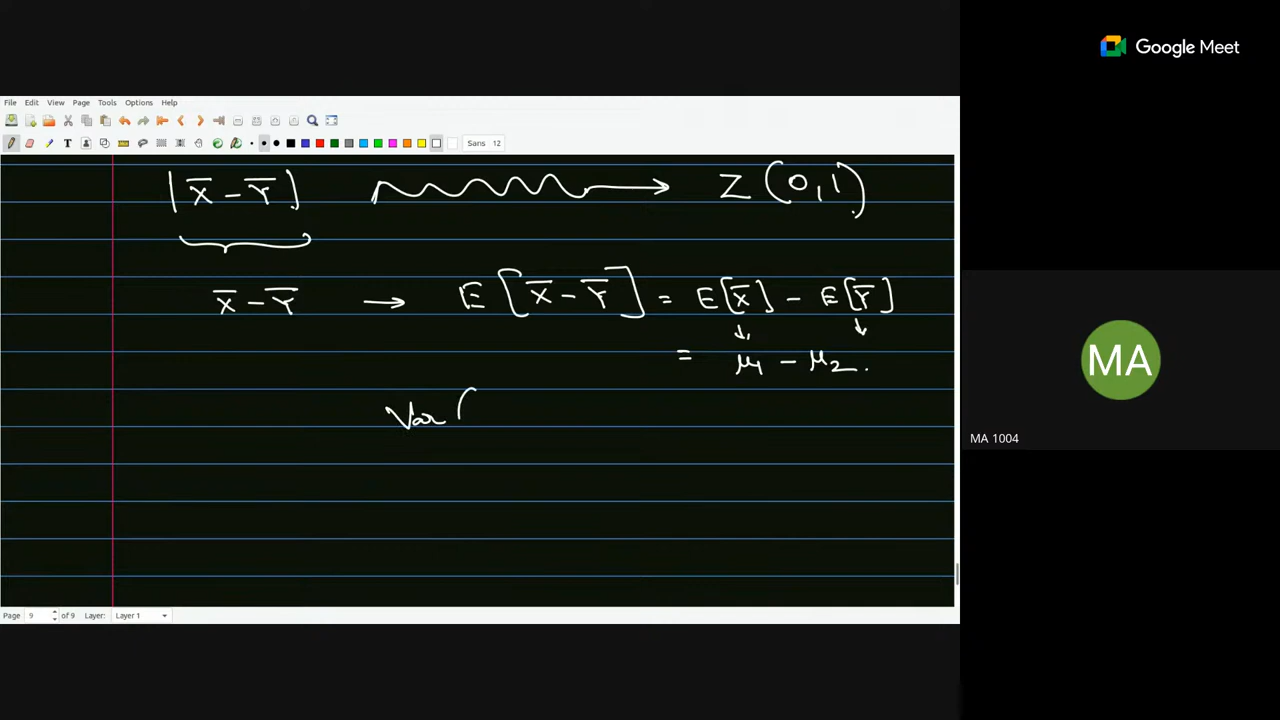 Google Meet
File Edit View Page Tools Options Help
Sans 12
|X̅ - Y̅| → Z(0,1)
X̅ - Y̅ → E[X̅ - Y̅] = E[X̅] - E[Y̅]
↓ ↓
= μ₁ - μ₂.
Var (
MA
MA 1004
Page 9 of 9 Layer: Layer 1